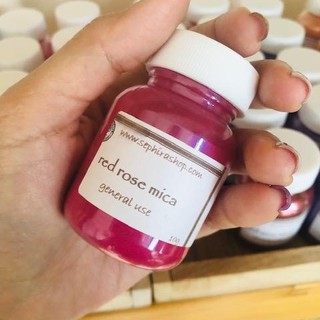 www.sephirashop.com
red rose mica
general use